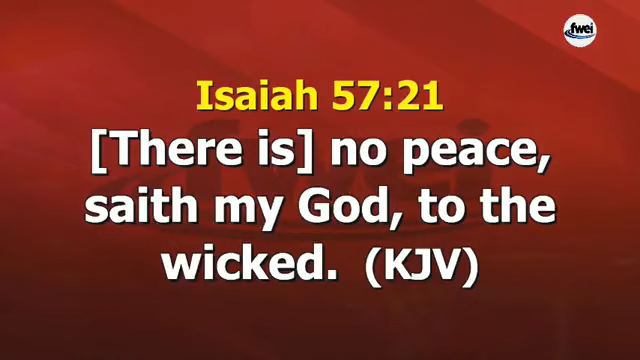 fwei
Isaiah 57:21
[There is] no peace,
saith my God, to the
wicked. (KJV)